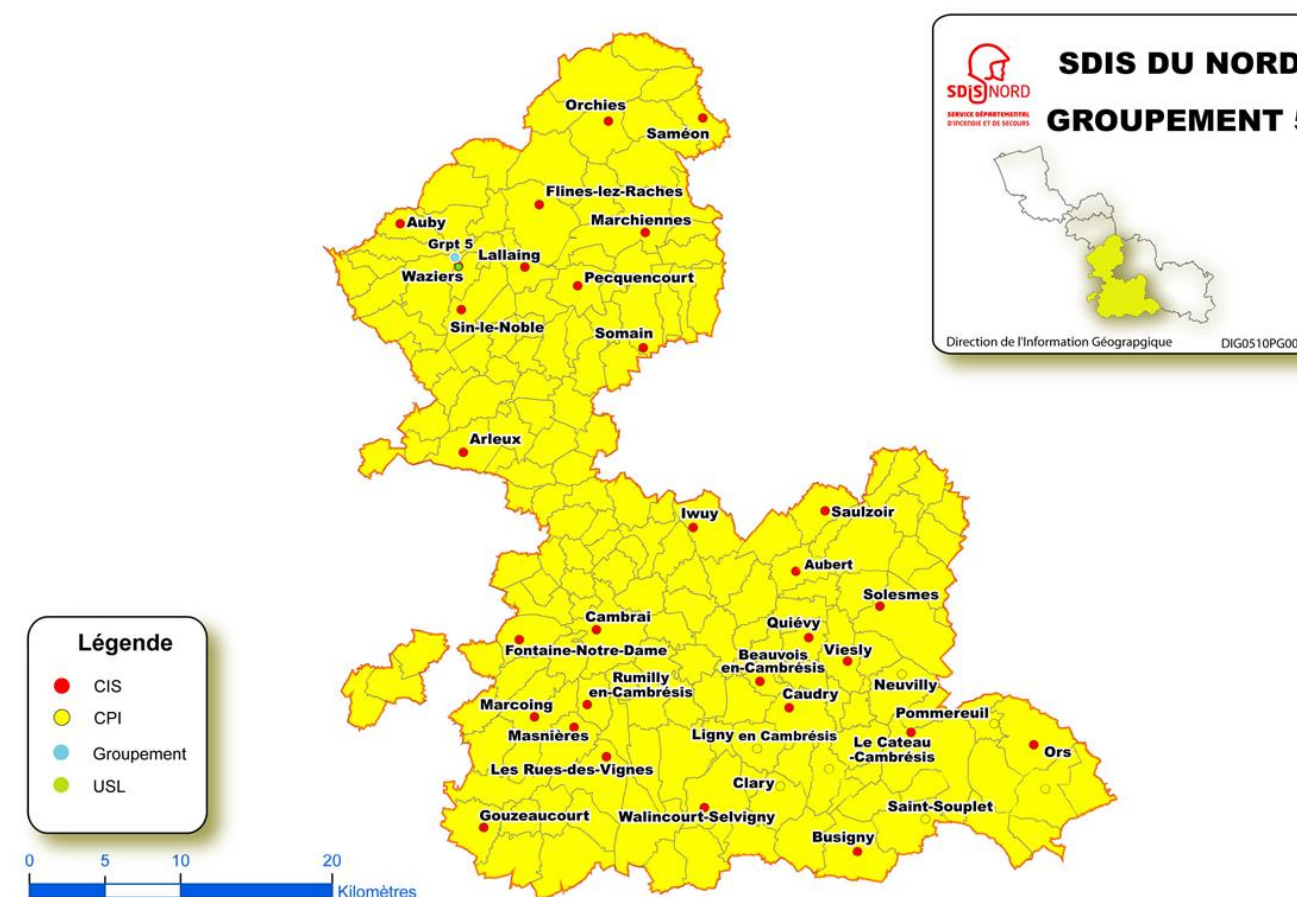 SDIS NORD
SERVICE DÉPARTEMENTAL
D'INCENDIE ET DE SECOURS
SDIS DU NORD
GROUPEMENT 5
Direction de l'Information Géograpgique
DIG0510PG00
Orchies
Saméon
Flines-lez-Raches
Marchiennes
Auby
Grpt 5
Lallaing
Waziers
Pecquencourt
Sin-le-Noble
Somain
Arleux
Iwuy
Saulzoir
Aubert
Solesmes
Cambrai
Quiévy
Fontaine-Notre-Dame
Viesly
Beauvois
en-Cambrésis
Neuvilly
Rumilly
en-Cambrésis
Caudry
Marcoing
Pommereuil
Masnières
Ligny en Cambrésis
Le Cateau
-Cambrésis
Ors
Les Rues-des-Vignes
Clary
Saint-Souplet
Gouzeaucourt
Walincourt-Selvigny
Busigny
Légende
CIS
CPI
Groupement
USL
0 5 10 20
Kilomètres